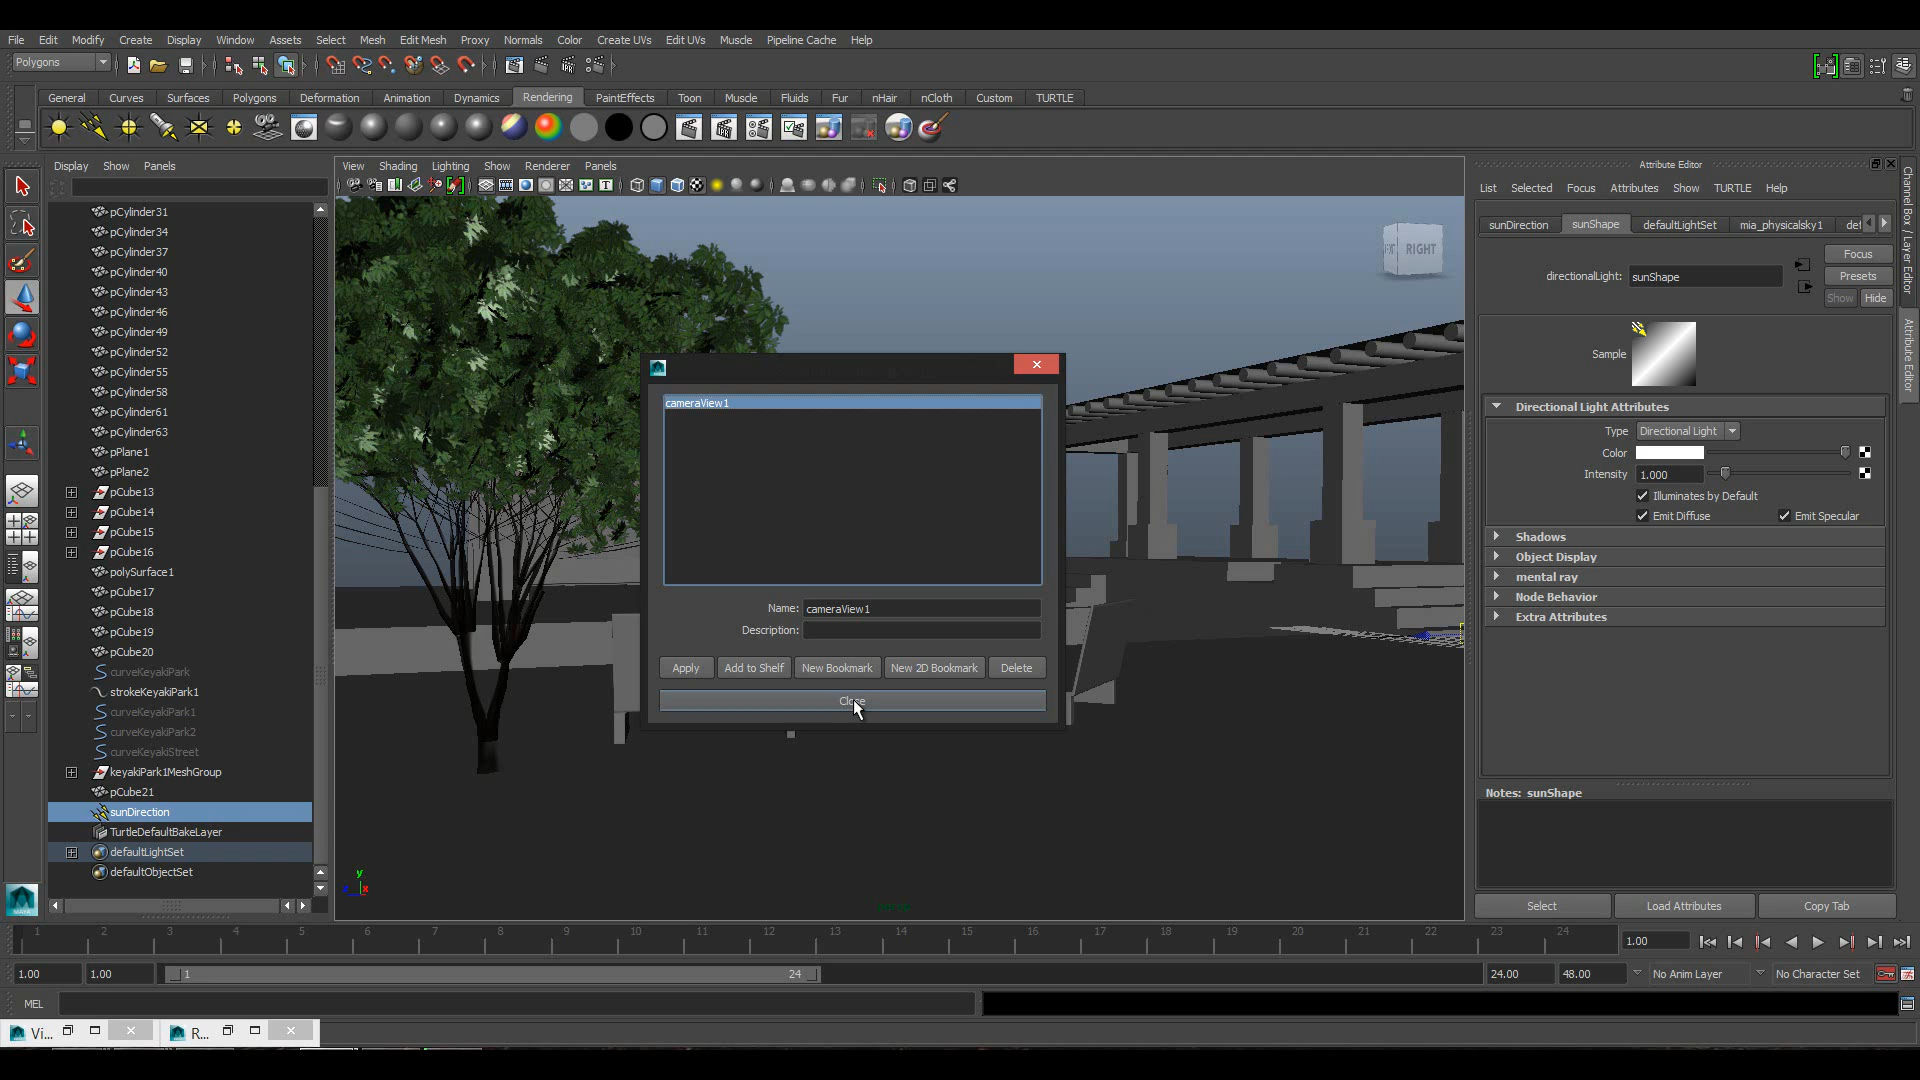 File Edit Modify Create Display Window Assets Select Mesh Edit Mesh Proxy Normals Color Create UVs Edit UVs Muscle Pipeline Cache Help
Polygons
General Curves Surfaces Polygons Deformation Animation Dynamics Rendering PaintEffects Toon Muscle Fluids Fur nHair nCloth Custom TURTLE
Display Show Panels
View Shading Lighting Show Renderer Panels
pCylinder31
pCylinder34
pCylinder37
pCylinder40
pCylinder43
pCylinder46
pCylinder49
pCylinder52
pCylinder55
pCylinder58
pCylinder61
pCylinder63
pPlane1
pPlane2
pCube13
pCube14
pCube15
pCube16
polySurface1
pCube17
pCube18
pCube19
pCube20
curveKeyakiPark
strokeKeyakiPark1
curveKeyakiPark1
curveKeyakiPark2
curveKeyakiStreet
keyakiPark1MeshGroup
pCube21
sunDirection
TurtleDefaultBakeLayer
defaultLightSet
defaultObjectSet
RIGHT
cameraView1
Name: cameraView1
Description:
Apply Add to Shelf New Bookmark New 2D Bookmark Delete
Close
y
x
Attribute Editor
List Selected Focus Attributes Show TURTLE Help
sunDirection sunShape defaultLightSet mia_physicalsky1 def
Focus
directionalLight: sunShape Presets
Show Hide
Sample
Directional Light Attributes
Type Directional Light
Color
Intensity 1.000
Illuminates by Default
Emit Diffuse Emit Specular
Shadows
Object Display
mental ray
Node Behavior
Extra Attributes
Notes: sunShape
Select Load Attributes Copy Tab
Channel Box / Layer Editor
Attribute Editor
1 2 3 4 5 6 7 8 9 10 11 12 13 14 15 16 17 18 19 20 21 22 23 24 1.00
1.00 1.00 1 24 24.00 48.00 No Anim Layer No Character Set
MEL
Vi... R...